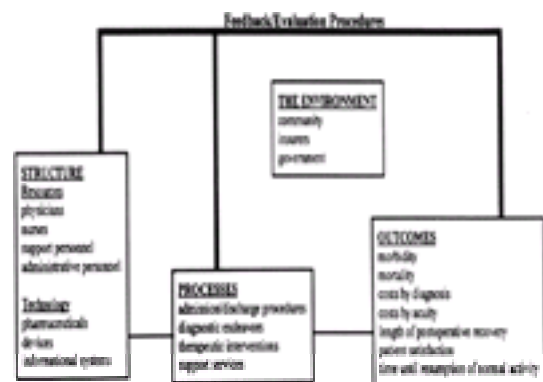 Feedback/Evaluation Procedures
THE ENVIRONMENT
community
insurers
government
STRUCTURE
Resources
physicians
nurses
support personnel
administrative personnel
Technology
pharmaceuticals
devices
informational systems
PROCESSES
admission/discharge procedures
diagnostic endeavors
therapeutic interventions
support services
OUTCOMES
morbidity
mortality
costs by diagnosis
costs by acuity
length of postoperative recovery
patient satisfaction
time until resumption of normal activity